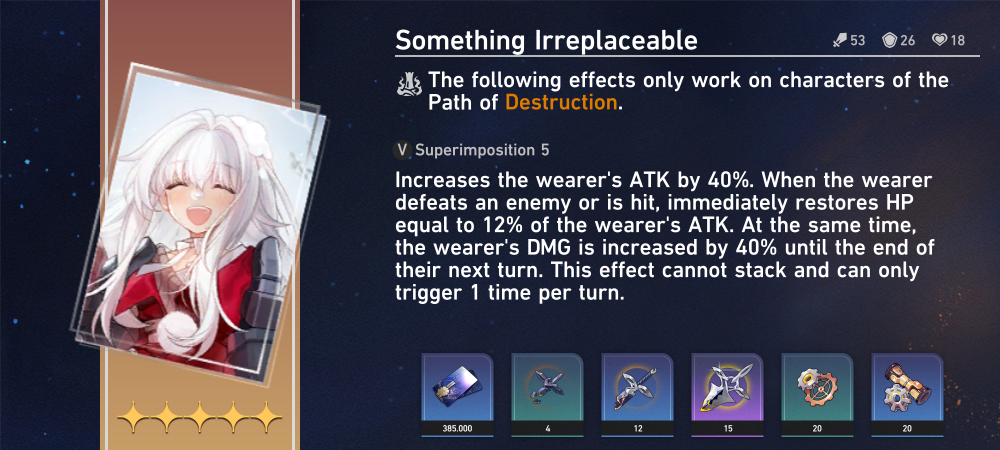 Something Irreplaceable
53 26 18
The following effects only work on characters of the
Path of Destruction.
V Superimposition 5
Increases the wearer's ATK by 40%. When the wearer
defeats an enemy or is hit, immediately restores HP
equal to 12% of the wearer's ATK. At the same time,
the wearer's DMG is increased by 40% until the end of
their next turn. This effect cannot stack and can only
trigger 1 time per turn.
385.000 4 12 15 20 20